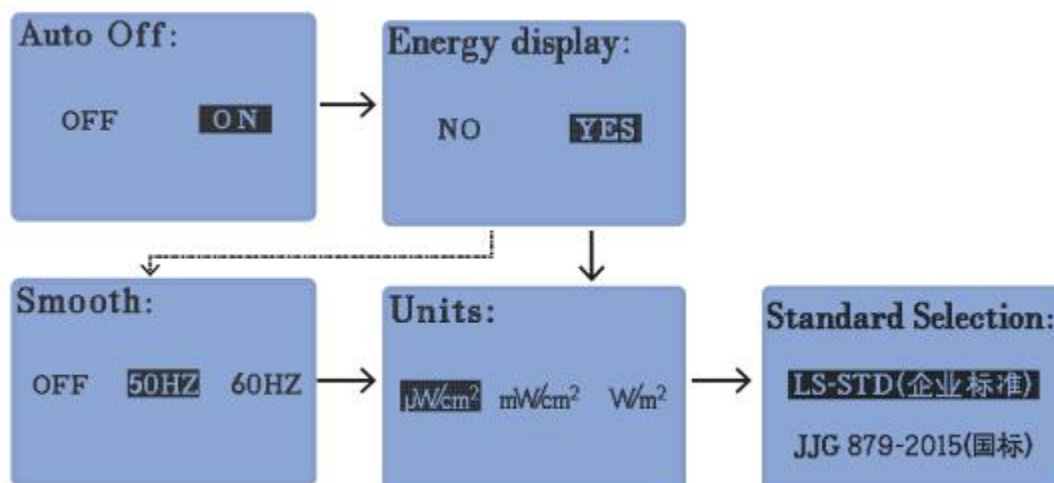 Auto Off:
OFF ON
Energy display:
NO YES
Smooth:
OFF 50HZ 60HZ
Units:
μW/cm² mW/cm² W/m²
Standard Selection:
LS-STD(企业标准)
JJG 879-2015(国标)